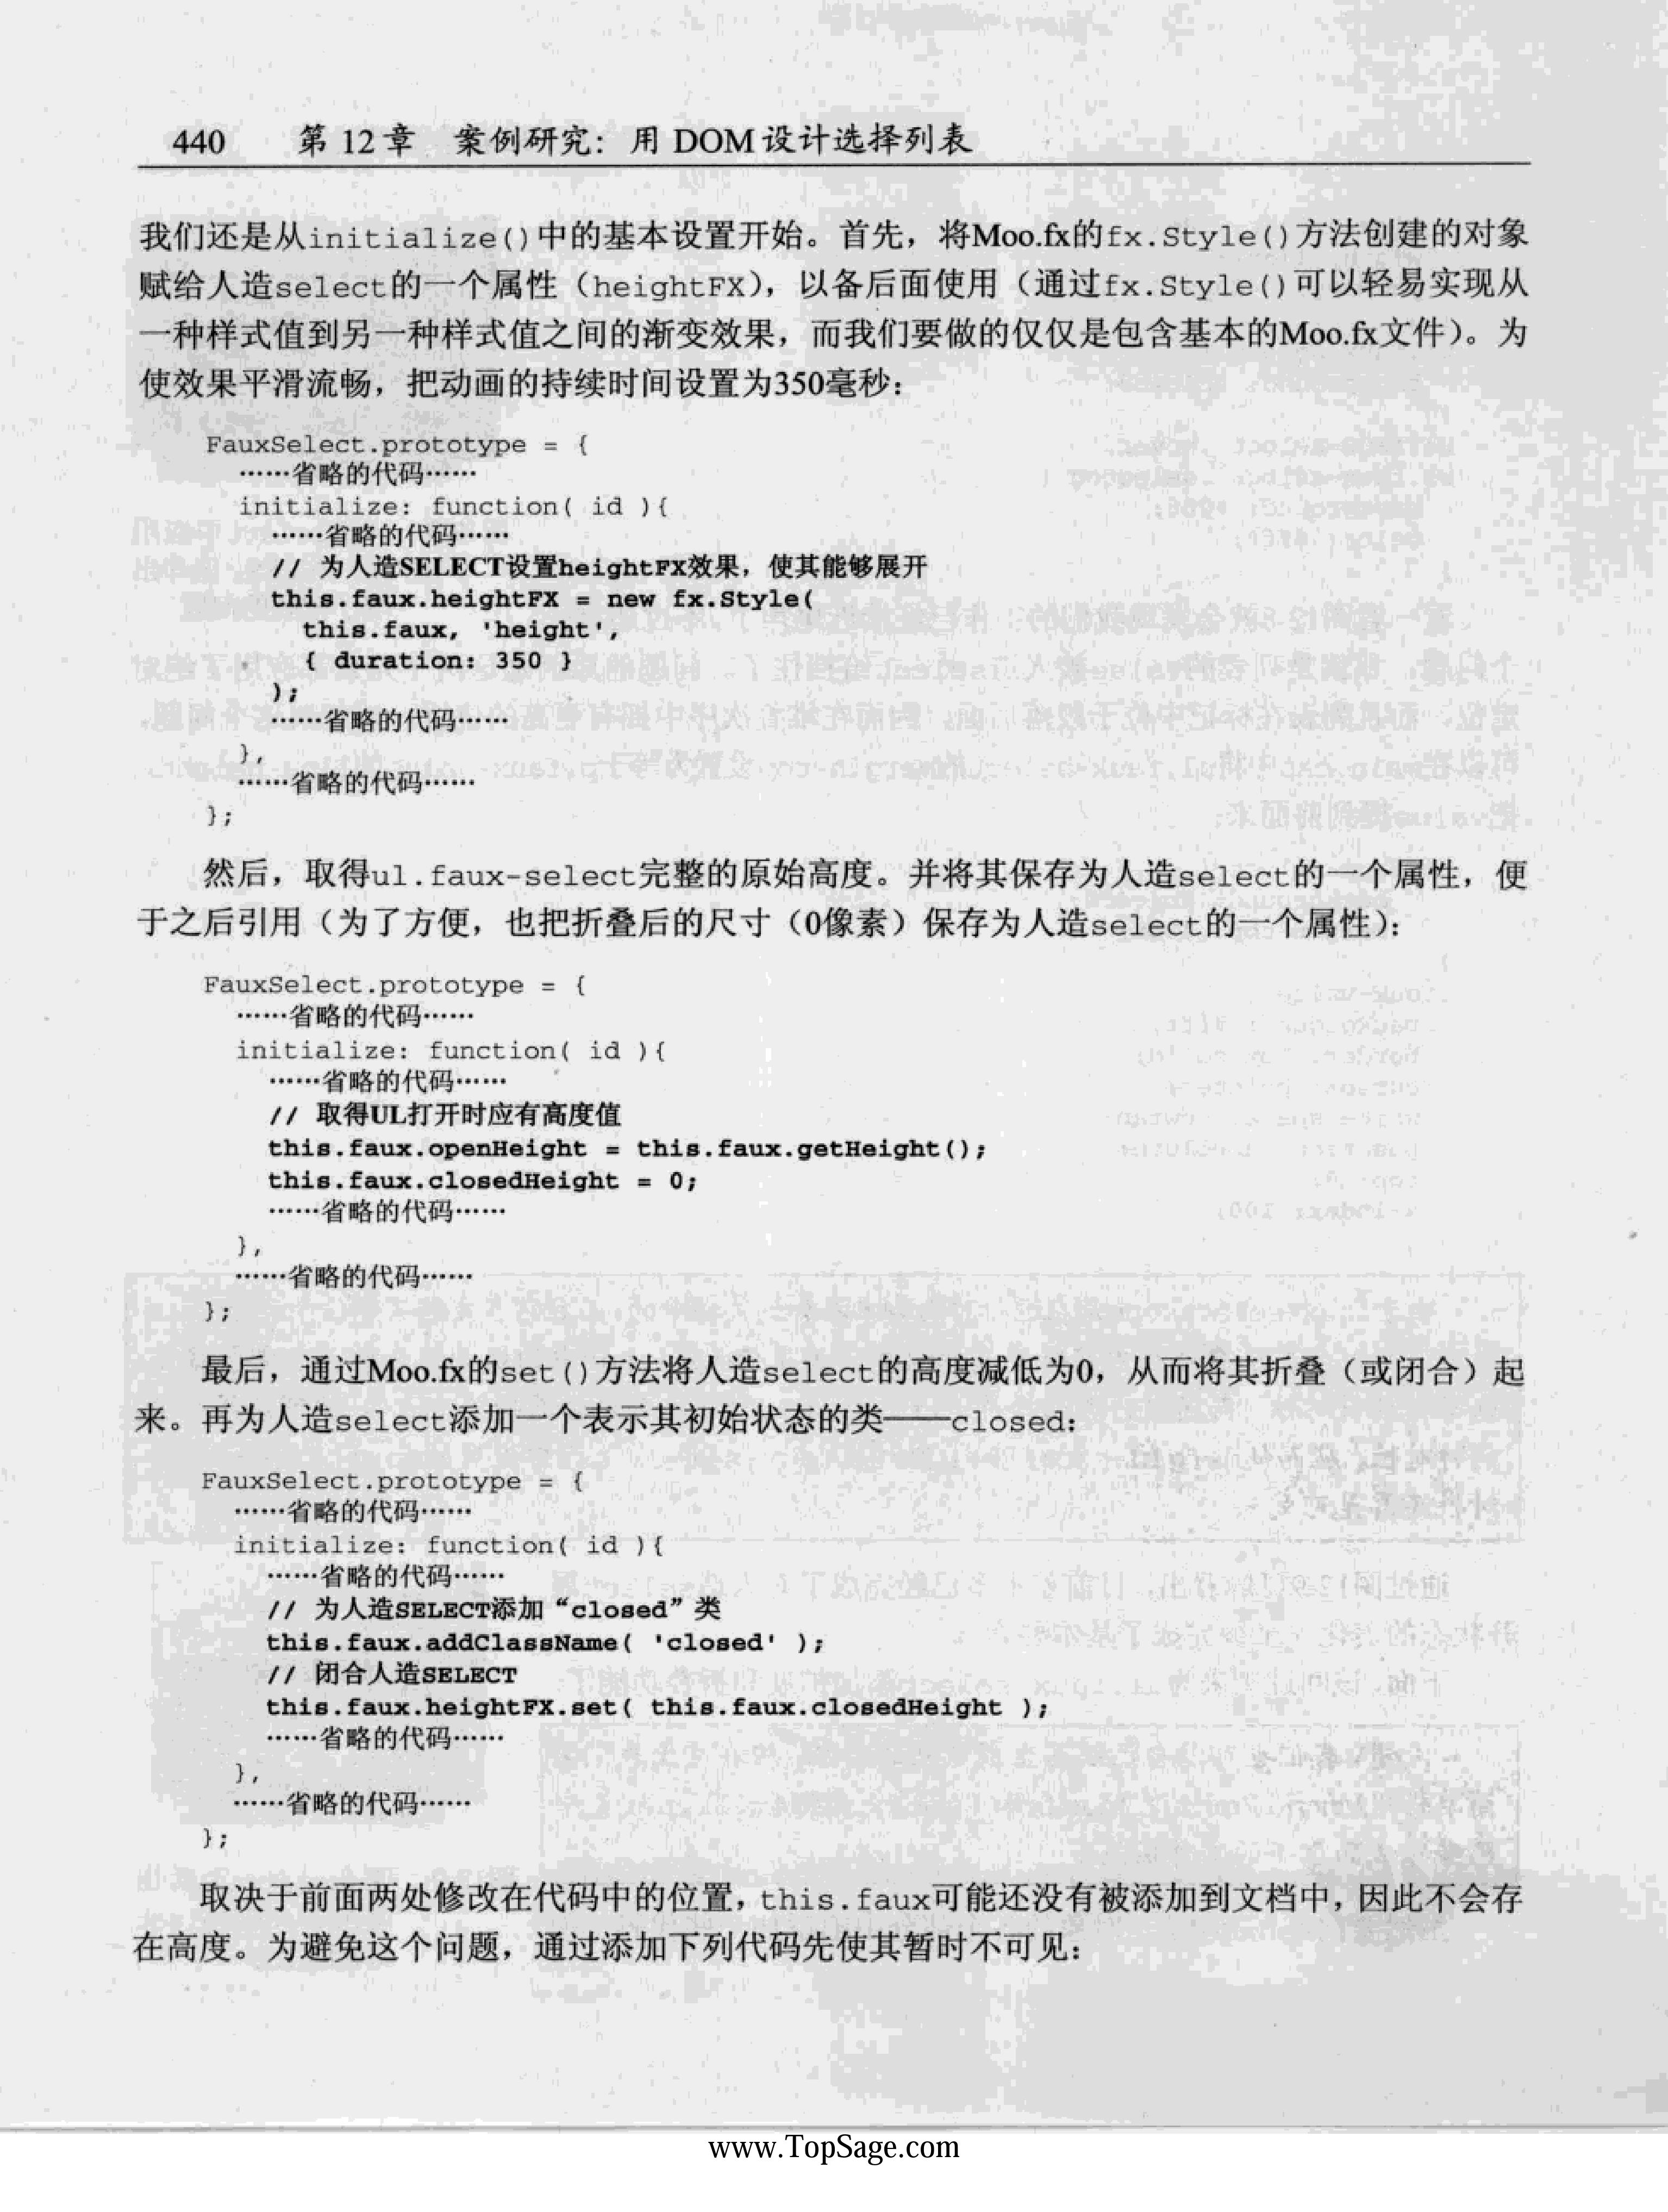 440 第 12 章 案例研究：用 DOM 设计选择列表
我们还是从initialize()中的基本设置开始。首先，将Moo.fx的fx.Style()方法创建的对象
赋给人造select的一个属性（heightFX），以备后面使用（通过fx.Style()可以轻易实现从
一种样式值到另一种样式值之间的渐变效果，而我们要做的仅仅是包含基本的Moo.fx文件）。为
使效果平滑流畅，把动画的持续时间设置为350毫秒：
FauxSelect.prototype = {
……省略的代码……
initialize: function( id ){
……省略的代码……
// 为人造SELECT设置heightFX效果，使其能够展开
this.faux.heightFX = new fx.Style(
this.faux, 'height',
{ duration: 350 }
);
……省略的代码……
},
……省略的代码……
};
然后，取得ul.faux-select完整的原始高度。并将其保存为人造select的一个属性，便
于之后引用（为了方便，也把折叠后的尺寸（0像素）保存为人造select的一个属性）：
FauxSelect.prototype = {
……省略的代码……
initialize: function( id ){
……省略的代码……
// 取得UL打开时应有高度值
this.faux.openHeight = this.faux.getHeight();
this.faux.closedHeight = 0;
……省略的代码……
},
……省略的代码……
};
最后，通过Moo.fx的set()方法将人造select的高度减低为0，从而将其折叠（或闭合）起
来。再为人造select添加一个表示其初始状态的类——closed：
FauxSelect.prototype = {
……省略的代码……
initialize: function( id ){
……省略的代码……
// 为人造SELECT添加“closed”类
this.faux.addClassName( 'closed' );
// 闭合人造SELECT
this.faux.heightFX.set( this.faux.closedHeight );
……省略的代码……
},
……省略的代码……
};
取决于前面两处修改在代码中的位置，this.faux可能还没有被添加到文档中，因此不会存
在高度。为避免这个问题，通过添加下列代码先使其暂时不可见：
www.TopSage.com